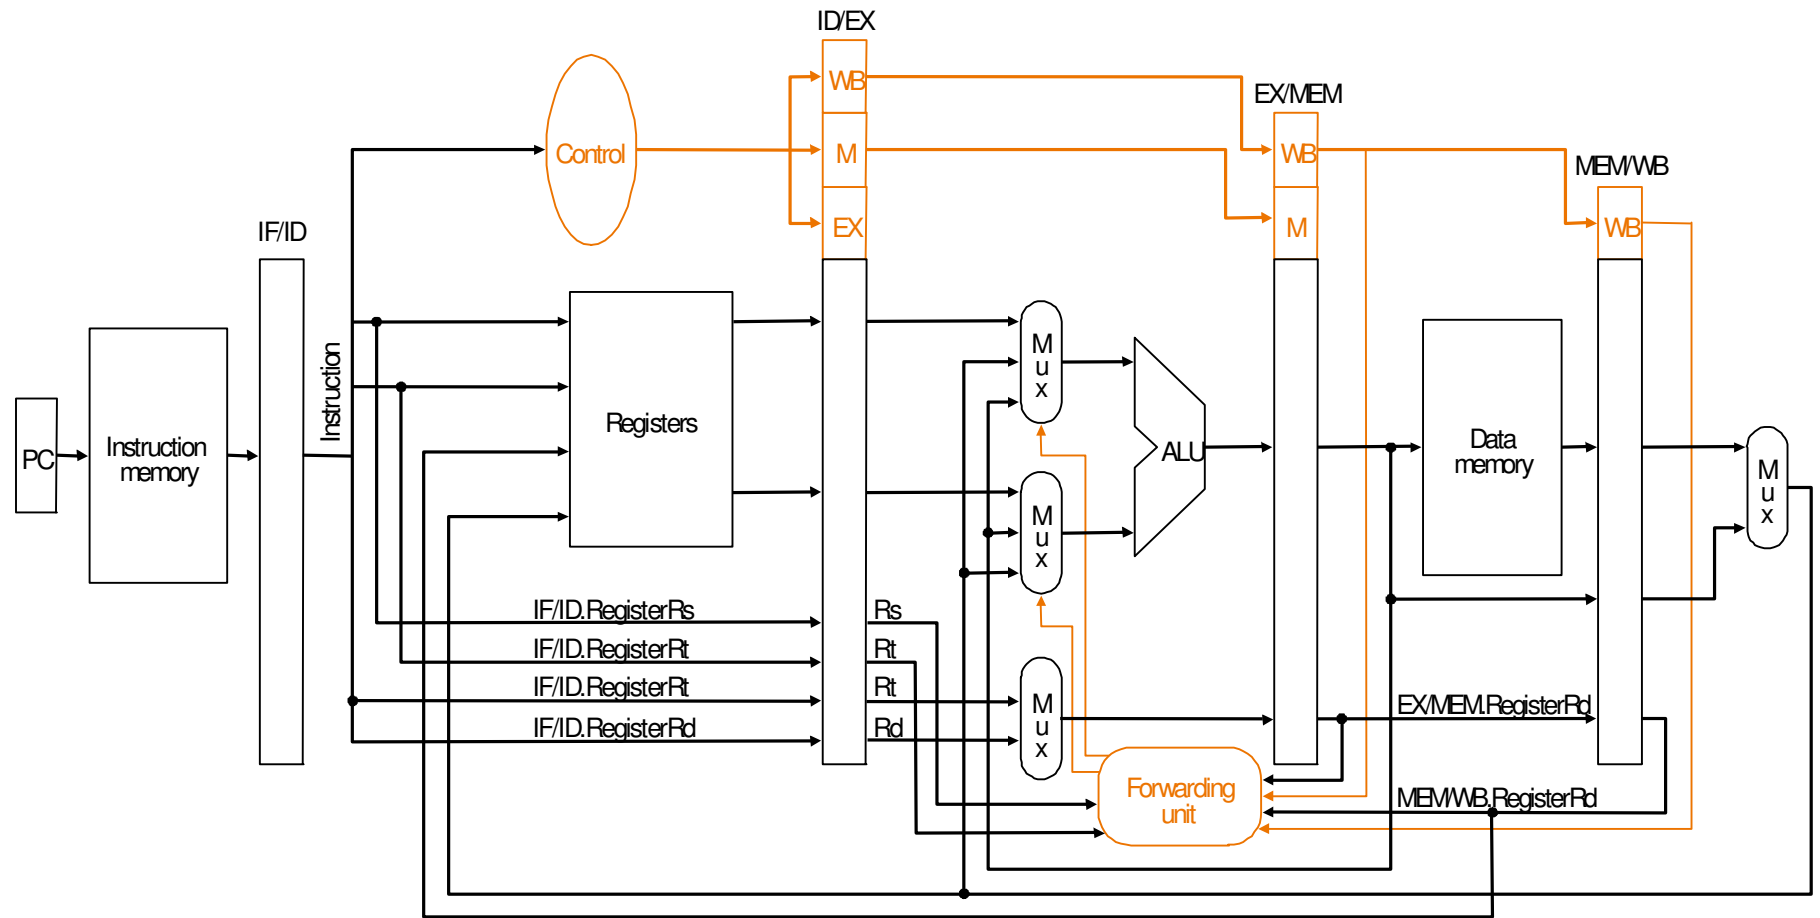 ID/EX
WB
EX/MEM
Control
M
WB
MEM/WB
IF/ID
EX
M
WB
Instruction
M
u
x
PC
Instruction
memory
Registers
ALU
Data
memory
M
u
x
M
u
x
IF/ID.RegisterRs
Rs
IF/ID.RegisterRt
Rt
IF/ID.RegisterRt
Rt
IF/ID.RegisterRd
Rd
M
u
x
EX/MEM.RegisterRd
Forwarding
unit
MEM/WB.RegisterRd